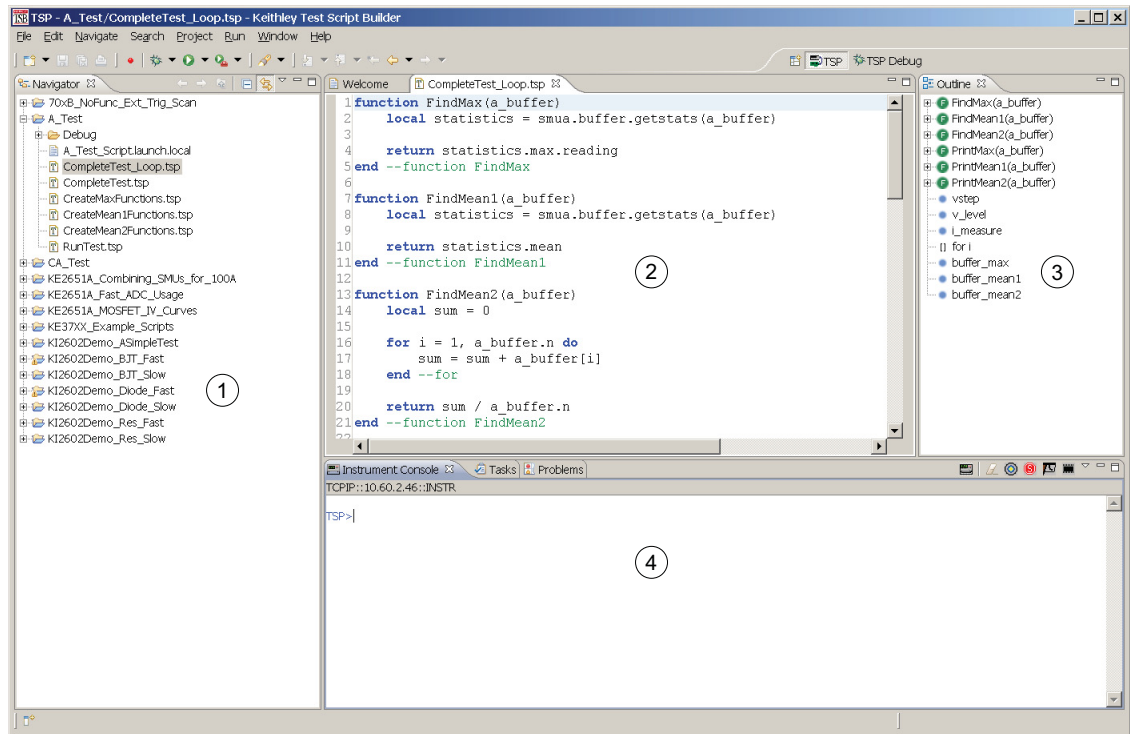 TSP - A_Test/CompleteTest_Loop.tsp - Keithley Test Script Builder
File Edit Navigate Search Project Run Window Help
TSP TSP Debug
Navigator
70xB_NoFunc_Ext_Trig_Scan
A_Test
Debug
A_Test_Script.launch.local
CompleteTest_Loop.tsp
CompleteTest.tsp
CreateMaxFunctions.tsp
CreateMean1Functions.tsp
CreateMean2Functions.tsp
RunTest.tsp
CA_Test
KE2651A_Combining_SMUs_for_100A
KE2651A_Fast_ADC_Usage
KE2651A_MOSFET_IV_Curves
KE37XX_Example_Scripts
KI2602Demo_ASimpleTest
KI2602Demo_BJT_Fast
KI2602Demo_BJT_Slow
KI2602Demo_Diode_Fast
KI2602Demo_Diode_Slow
KI2602Demo_Res_Fast
KI2602Demo_Res_Slow
1
Welcome CompleteTest_Loop.tsp
1 function FindMax(a_buffer)
2 local statistics = smua.buffer.getstats(a_buffer)
3
4 return statistics.max.reading
5 end --function FindMax
6
7 function FindMean1(a_buffer)
8 local statistics = smua.buffer.getstats(a_buffer)
9
10 return statistics.mean
11 end --function FindMean1
12
13 function FindMean2(a_buffer)
14 local sum = 0
15
16 for i = 1, a_buffer.n do
17 sum = sum + a_buffer[i]
18 end --for
19
20 return sum / a_buffer.n
21 end --function FindMean2
22
2
Outline
FindMax(a_buffer)
FindMean1(a_buffer)
FindMean2(a_buffer)
PrintMax(a_buffer)
PrintMean1(a_buffer)
PrintMean2(a_buffer)
vstep
v_level
i_measure
[] for i
buffer_max
buffer_mean1
buffer_mean2
3
Instrument Console Tasks Problems
TCPIP::10.60.2.46::INSTR
TSP>
4